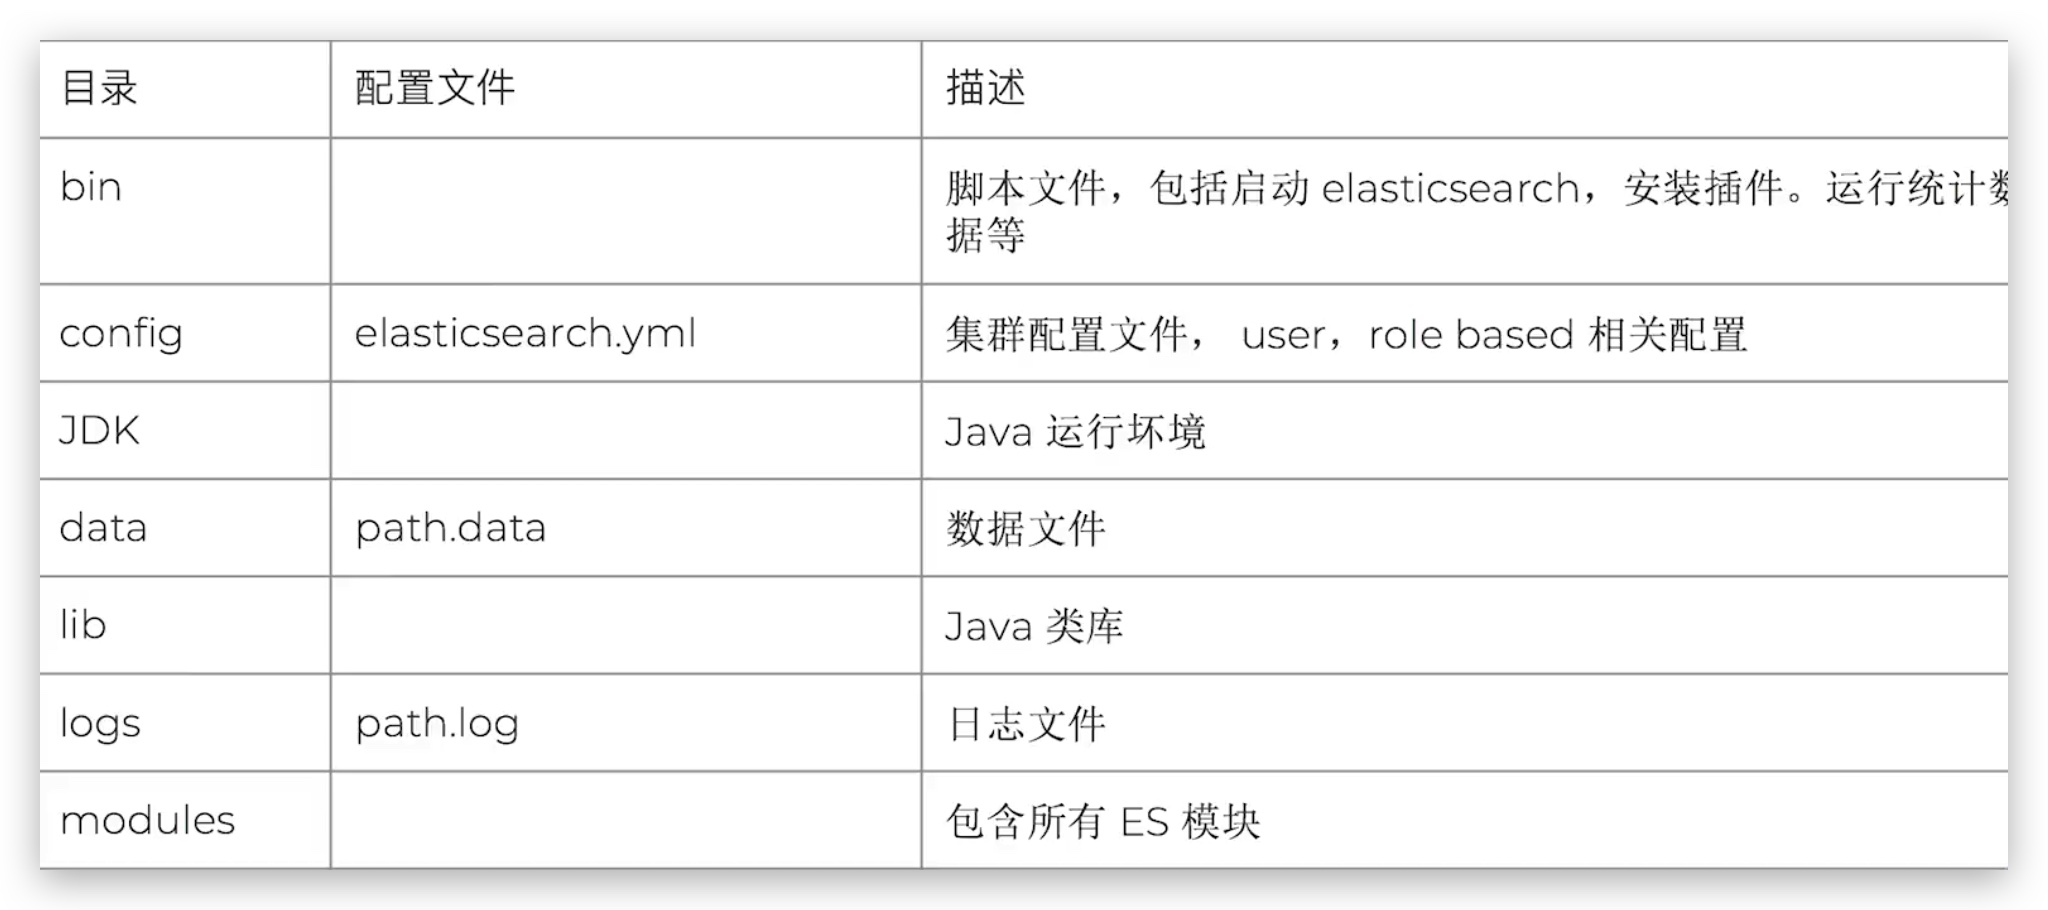 目录 配置文件 描述
bin 脚本文件，包括启动 elasticsearch，安装插件。运行统计数
据等
config elasticsearch.yml 集群配置文件， user，role based 相关配置
JDK Java 运行坏境
data path.data 数据文件
lib Java 类库
logs path.log 日志文件
modules 包含所有 ES 模块